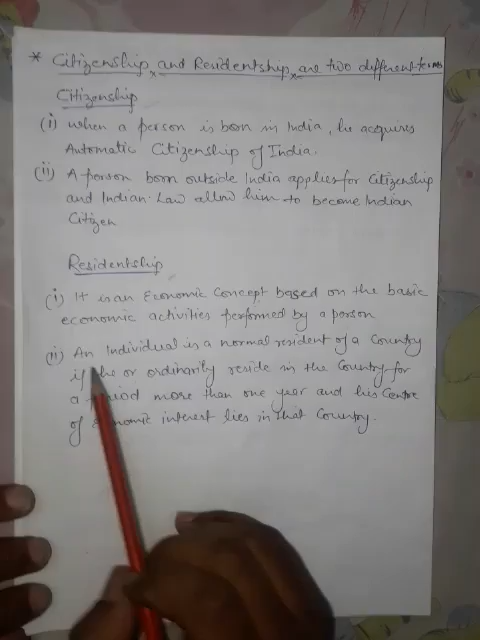 * Citizenship and Residentship are two different terms
Citizenship
(i) when a person is born in India, he acquires
Automatic Citizenship of India.
(ii) A person born outside India applies for Citizenship
and Indian Law allow him to become Indian
Citizen
Residentship
(i) It is an Economic Concept based on the basic
economic activities performed by a person
(ii) An Individual is a normal resident of a Country
if he or ordinarily reside in the Country for
a period more than one year and his Centre
of economic interest lies in that Country.